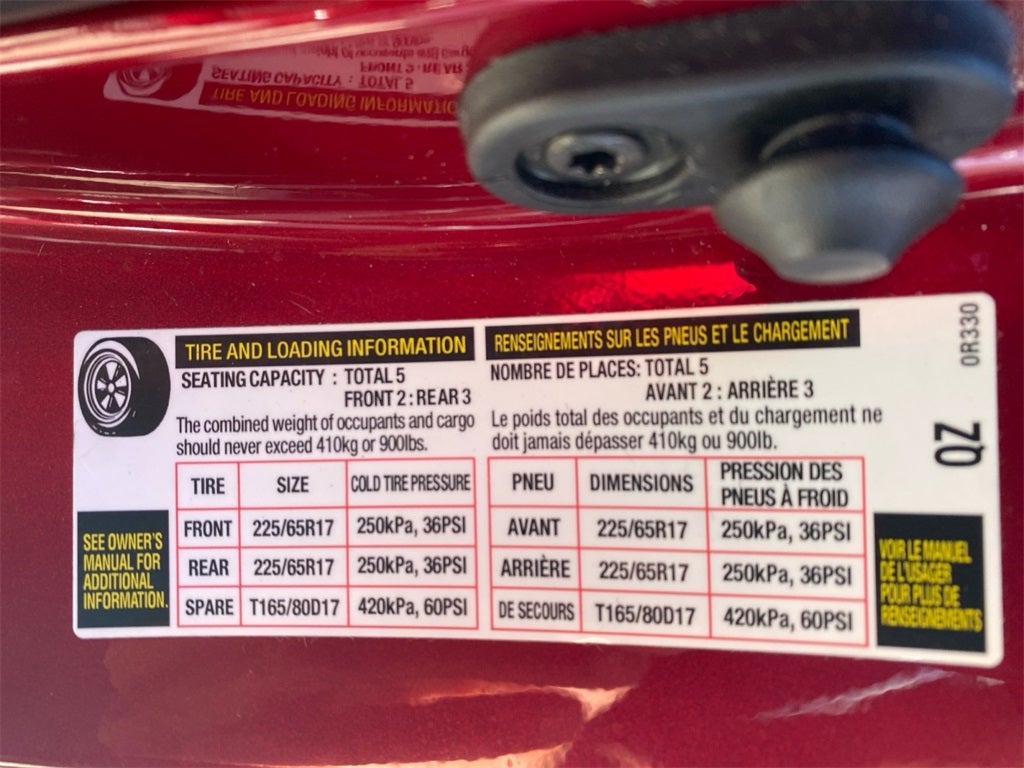 TIRE AND LOADING INFORMATION
SEATING CAPACITY : TOTAL 5
FRONT 2 : REAR 3
The combined weight of occupants and cargo
should never exceed 410kg or 900lbs.
TIRE SIZE COLD TIRE PRESSURE
FRONT 225/65R17 250kPa, 36PSI
REAR 225/65R17 250kPa, 36PSI
SPARE T165/80D17 420kPa, 60PSI
SEE OWNER'S
MANUAL FOR
ADDITIONAL
INFORMATION.
RENSEIGNEMENTS SUR LES PNEUS ET LE CHARGEMENT
NOMBRE DE PLACES: TOTAL 5
AVANT 2 : ARRIÈRE 3
Le poids total des occupants et du chargement ne
doit jamais dépasser 410kg ou 900lb.
PNEU DIMENSIONS PRESSION DES
PNEUS À FROID
AVANT 225/65R17 250kPa, 36PSI
ARRIÈRE 225/65R17 250kPa, 36PSI
DE SECOURS T165/80D17 420kPa, 60PSI
VOIR LE MANUEL
DE L'USAGER
POUR PLUS DE
RENSEIGNEMENTS
0R330
QZ
TIRE AND LOADING INFORMATIO
SEATING CAPACITY : TOTAL 5
FRONT 2 : REAR